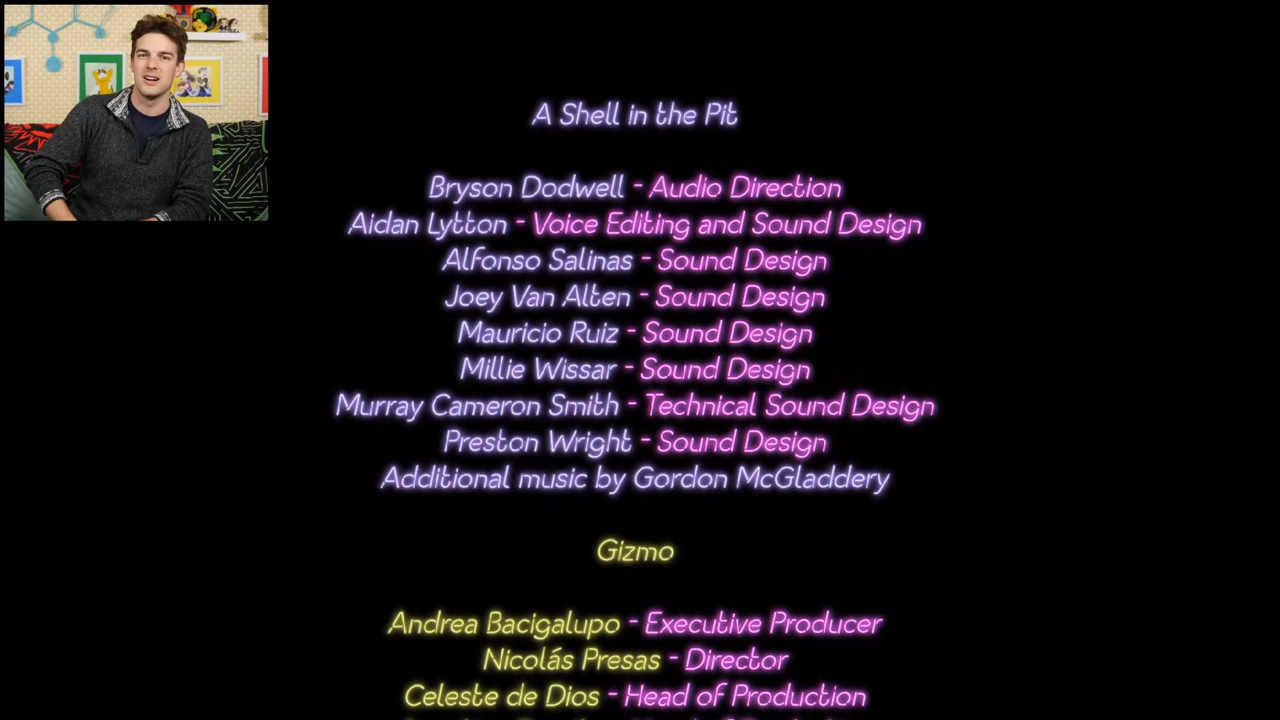 A Shell in the Pit
Bryson Dodwell - Audio Direction
Aidan Lytton - Voice Editing and Sound Design
Alfonso Salinas - Sound Design
Joey Van Alten - Sound Design
Mauricio Ruiz - Sound Design
Millie Wissar - Sound Design
Murray Cameron Smith - Technical Sound Design
Preston Wright - Sound Design
Additional music by Gordon McGladdery
Gizmo
Andrea Bacigalupo - Executive Producer
Nicolás Presas - Director
Celeste de Dios - Head of Production